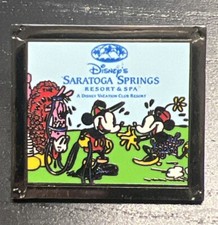 Disney's
SARATOGA SPRINGS
RESORT & SPA
A DISNEY VACATION CLUB RESORT